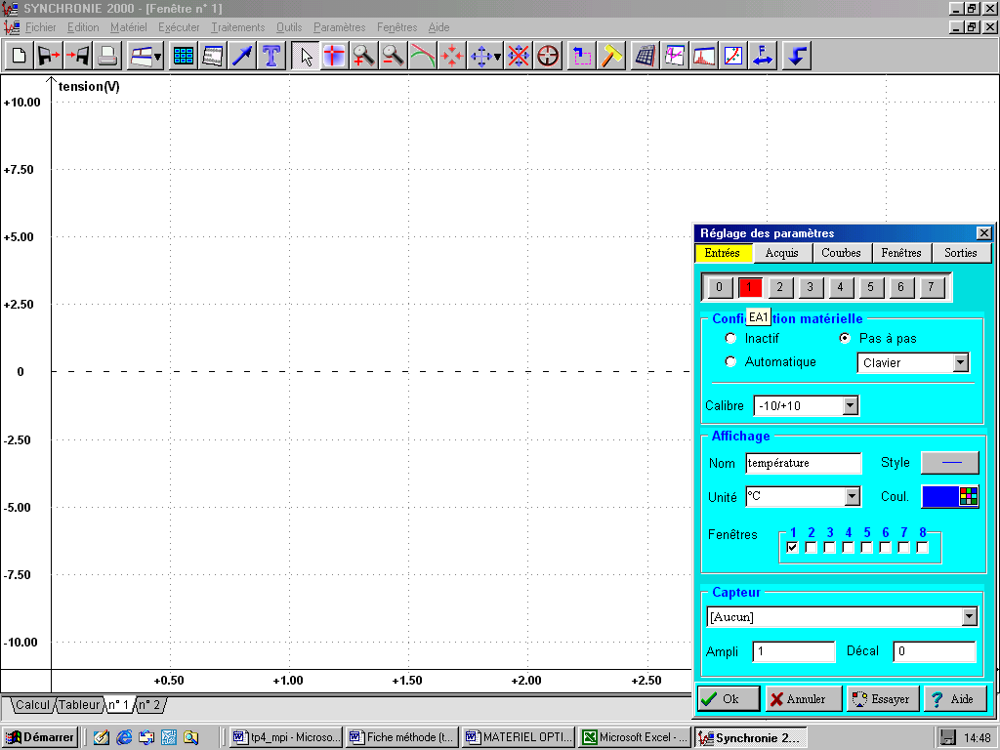 SYNCHRONIE 2000 - [Fenêtre n° 1]
Fichier Edition Matériel Exécuter Traitements Outils Paramètres Fenêtres Aide
tension(V)
+10.00
+7.50
+5.00
+2.50
0
-2.50
-5.00
-7.50
-10.00
+0.50 +1.00 +1.50 +2.00 +2.50
Réglage des paramètres
Entrées Acquis Courbes Fenêtres Sorties
0 1 2 3 4 5 6 7
EA1
Inactif Pas à pas
Automatique Clavier
Calibre -10/+10
Affichage
Nom température Style
Unité °C Coul.
Fenêtres 1 2 3 4 5 6 7 8
Capteur
[Aucun]
Ampli 1 Décal 0
Ok Annuler Essayer Aide
Calcul Tableur n° 1 n° 2
Démarrer tp4_mpi - Microso... Fiche méthode (t... MATERIEL OPTI... Microsoft Excel - ... Synchronie 2... 14:48